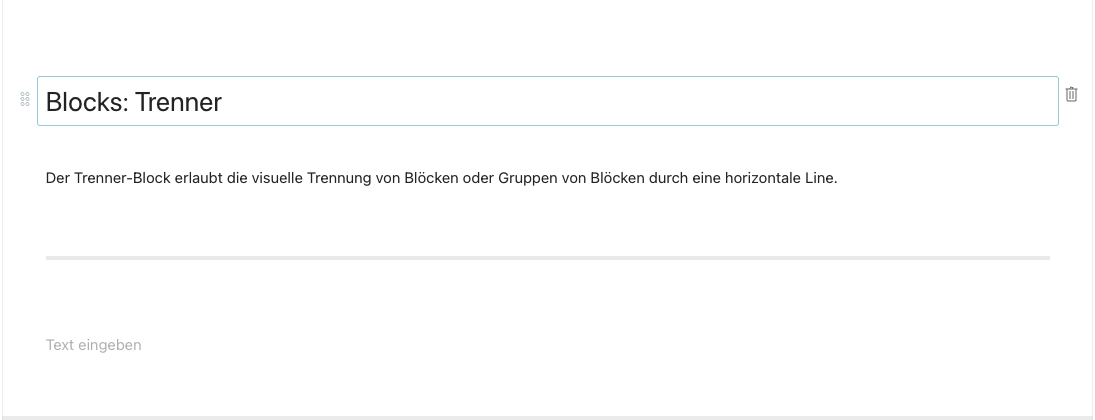 Blocks: Trenner
Der Trenner-Block erlaubt die visuelle Trennung von Blöcken oder Gruppen von Blöcken durch eine horizontale Line.
Text eingeben